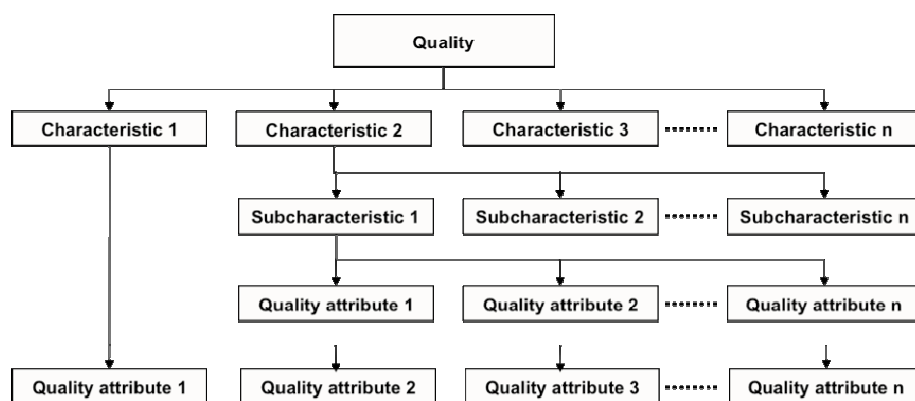 Quality
Characteristic 1
Characteristic 2
Characteristic 3
Characteristic n
Subcharacteristic 1
Subcharacteristic 2
Subcharacteristic n
Quality attribute 1
Quality attribute 2
Quality attribute n
Quality attribute 1
Quality attribute 2
Quality attribute 3
Quality attribute n